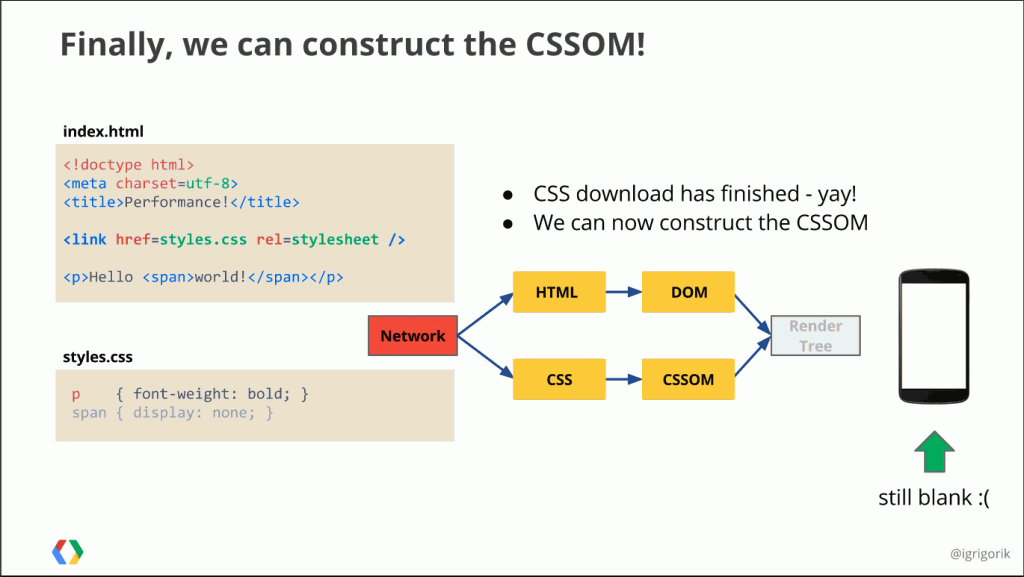 Finally, we can construct the CSSOM!
index.html
<!doctype html>
<meta charset=utf-8>
<title>Performance!</title>
<link href=styles.css rel=stylesheet />
<p>Hello <span>world!</span></p>
styles.css
p    { font-weight: bold; }
span { display: none; }
● CSS download has finished - yay!
● We can now construct the CSSOM
Network
HTML
DOM
CSS
CSSOM
Render
Tree
still blank :(
@igrigorik